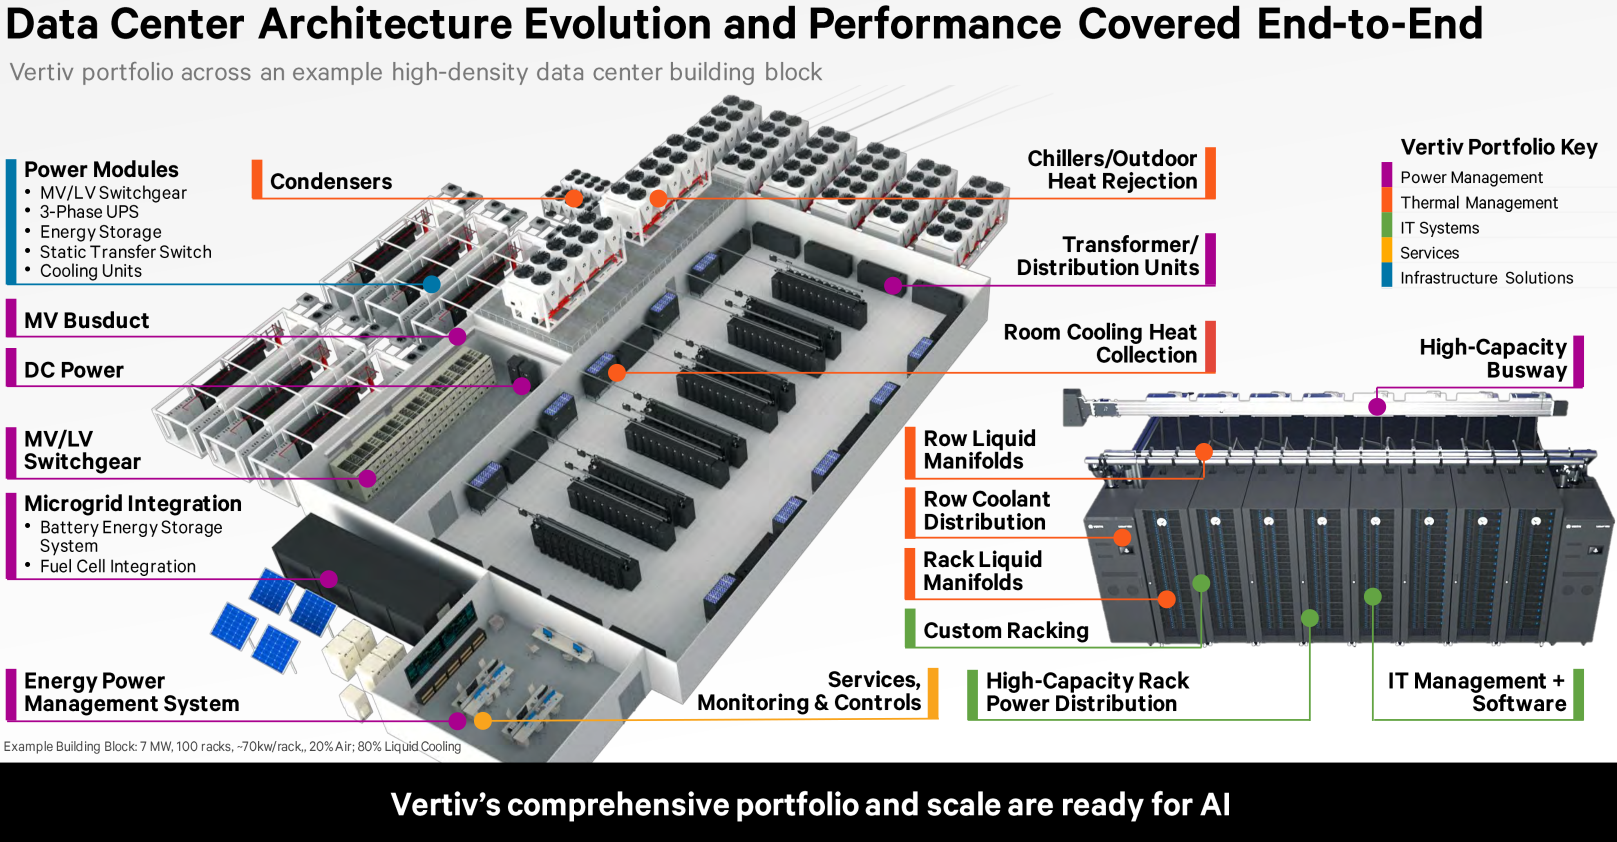 Data Center Architecture Evolution and Performance Covered End-to-End
Vertiv portfolio across an example high-density data center building block
Power Modules
• MV/LV Switchgear
• 3-Phase UPS
• Energy Storage
• Static Transfer Switch
• Cooling Units
MV Busduct
DC Power
MV/LV
Switchgear
Microgrid Integration
• Battery Energy Storage
System
• Fuel Cell Integration
Energy Power
Management System
Condensers
Chillers/Outdoor
Heat Rejection
Transformer/
Distribution Units
Room Cooling Heat
Collection
Vertiv Portfolio Key
Power Management
Thermal Management
IT Systems
Services
Infrastructure Solutions
High-Capacity
Busway
Row Liquid
Manifolds
Row Coolant
Distribution
Rack Liquid
Manifolds
Custom Racking
Services,
Monitoring & Controls
High-Capacity Rack
Power Distribution
IT Management +
Software
Example Building Block: 7 MW, 100 racks, ~70kw/rack,, 20% Air; 80% Liquid Cooling
Vertiv's comprehensive portfolio and scale are ready for AI